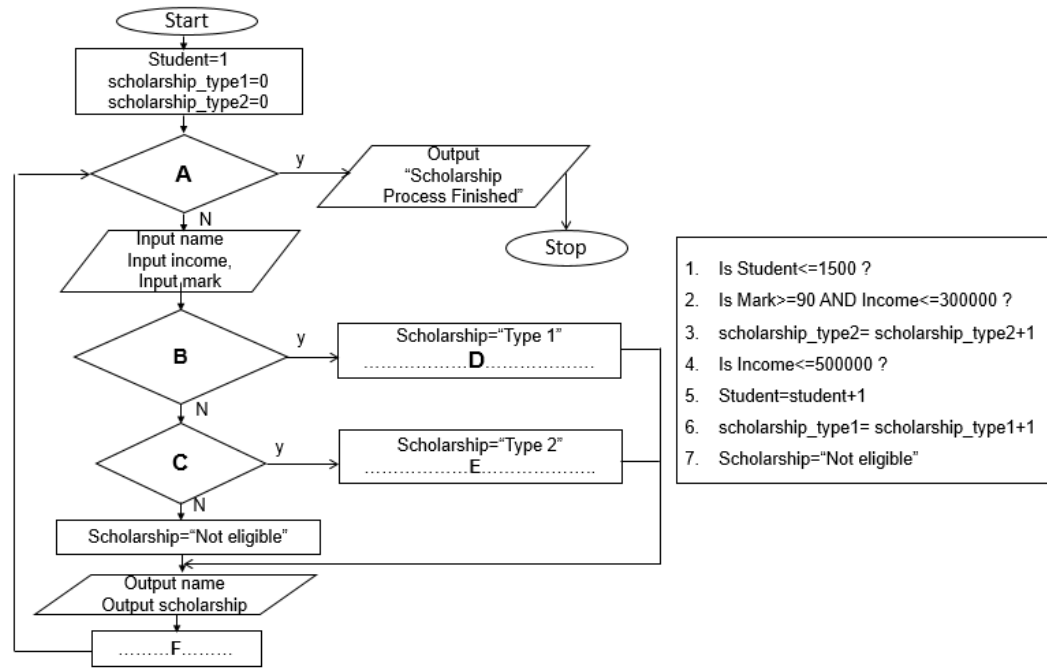 Start
Student=1
scholarship_type1=0
scholarship_type2=0
A
y
Output
“Scholarship
Process Finished”
N
Stop
Input name
Input income,
Input mark
B
y
Scholarship=“Type 1”
....................D....................
N
C
y
Scholarship=“Type 2”
....................E.....................
N
Scholarship=“Not eligible”
Output name
Output scholarship
.........F.........
1. Is Student<=1500 ?
2. Is Mark>=90 AND Income<=300000 ?
3. scholarship_type2= scholarship_type2+1
4. Is Income<=500000 ?
5. Student=student+1
6. scholarship_type1= scholarship_type1+1
7. Scholarship=“Not eligible”